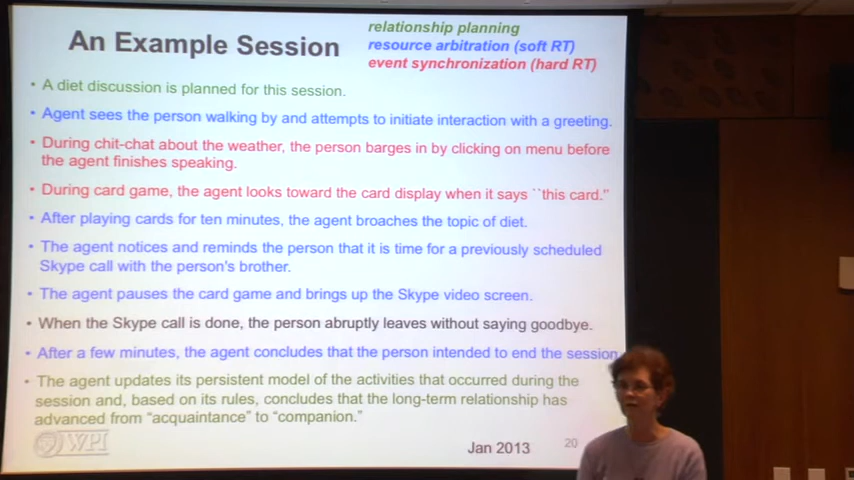 An Example Session
relationship planning
resource arbitration (soft RT)
event synchronization (hard RT)
• A diet discussion is planned for this session.
• Agent sees the person walking by and attempts to initiate interaction with a greeting.
• During chit-chat about the weather, the person barges in by clicking on menu before
the agent finishes speaking.
• During card game, the agent looks toward the card display when it says ``this card."
• After playing cards for ten minutes, the agent broaches the topic of diet.
• The agent notices and reminds the person that it is time for a previously scheduled
Skype call with the person's brother.
• The agent pauses the card game and brings up the Skype video screen.
• When the Skype call is done, the person abruptly leaves without saying goodbye.
• After a few minutes, the agent concludes that the person intended to end the session
• The agent updates its persistent model of the activities that occurred during the
session and, based on its rules, concludes that the long-term relationship has
advanced from "acquaintance" to "companion."
WPI
Jan 2013
20